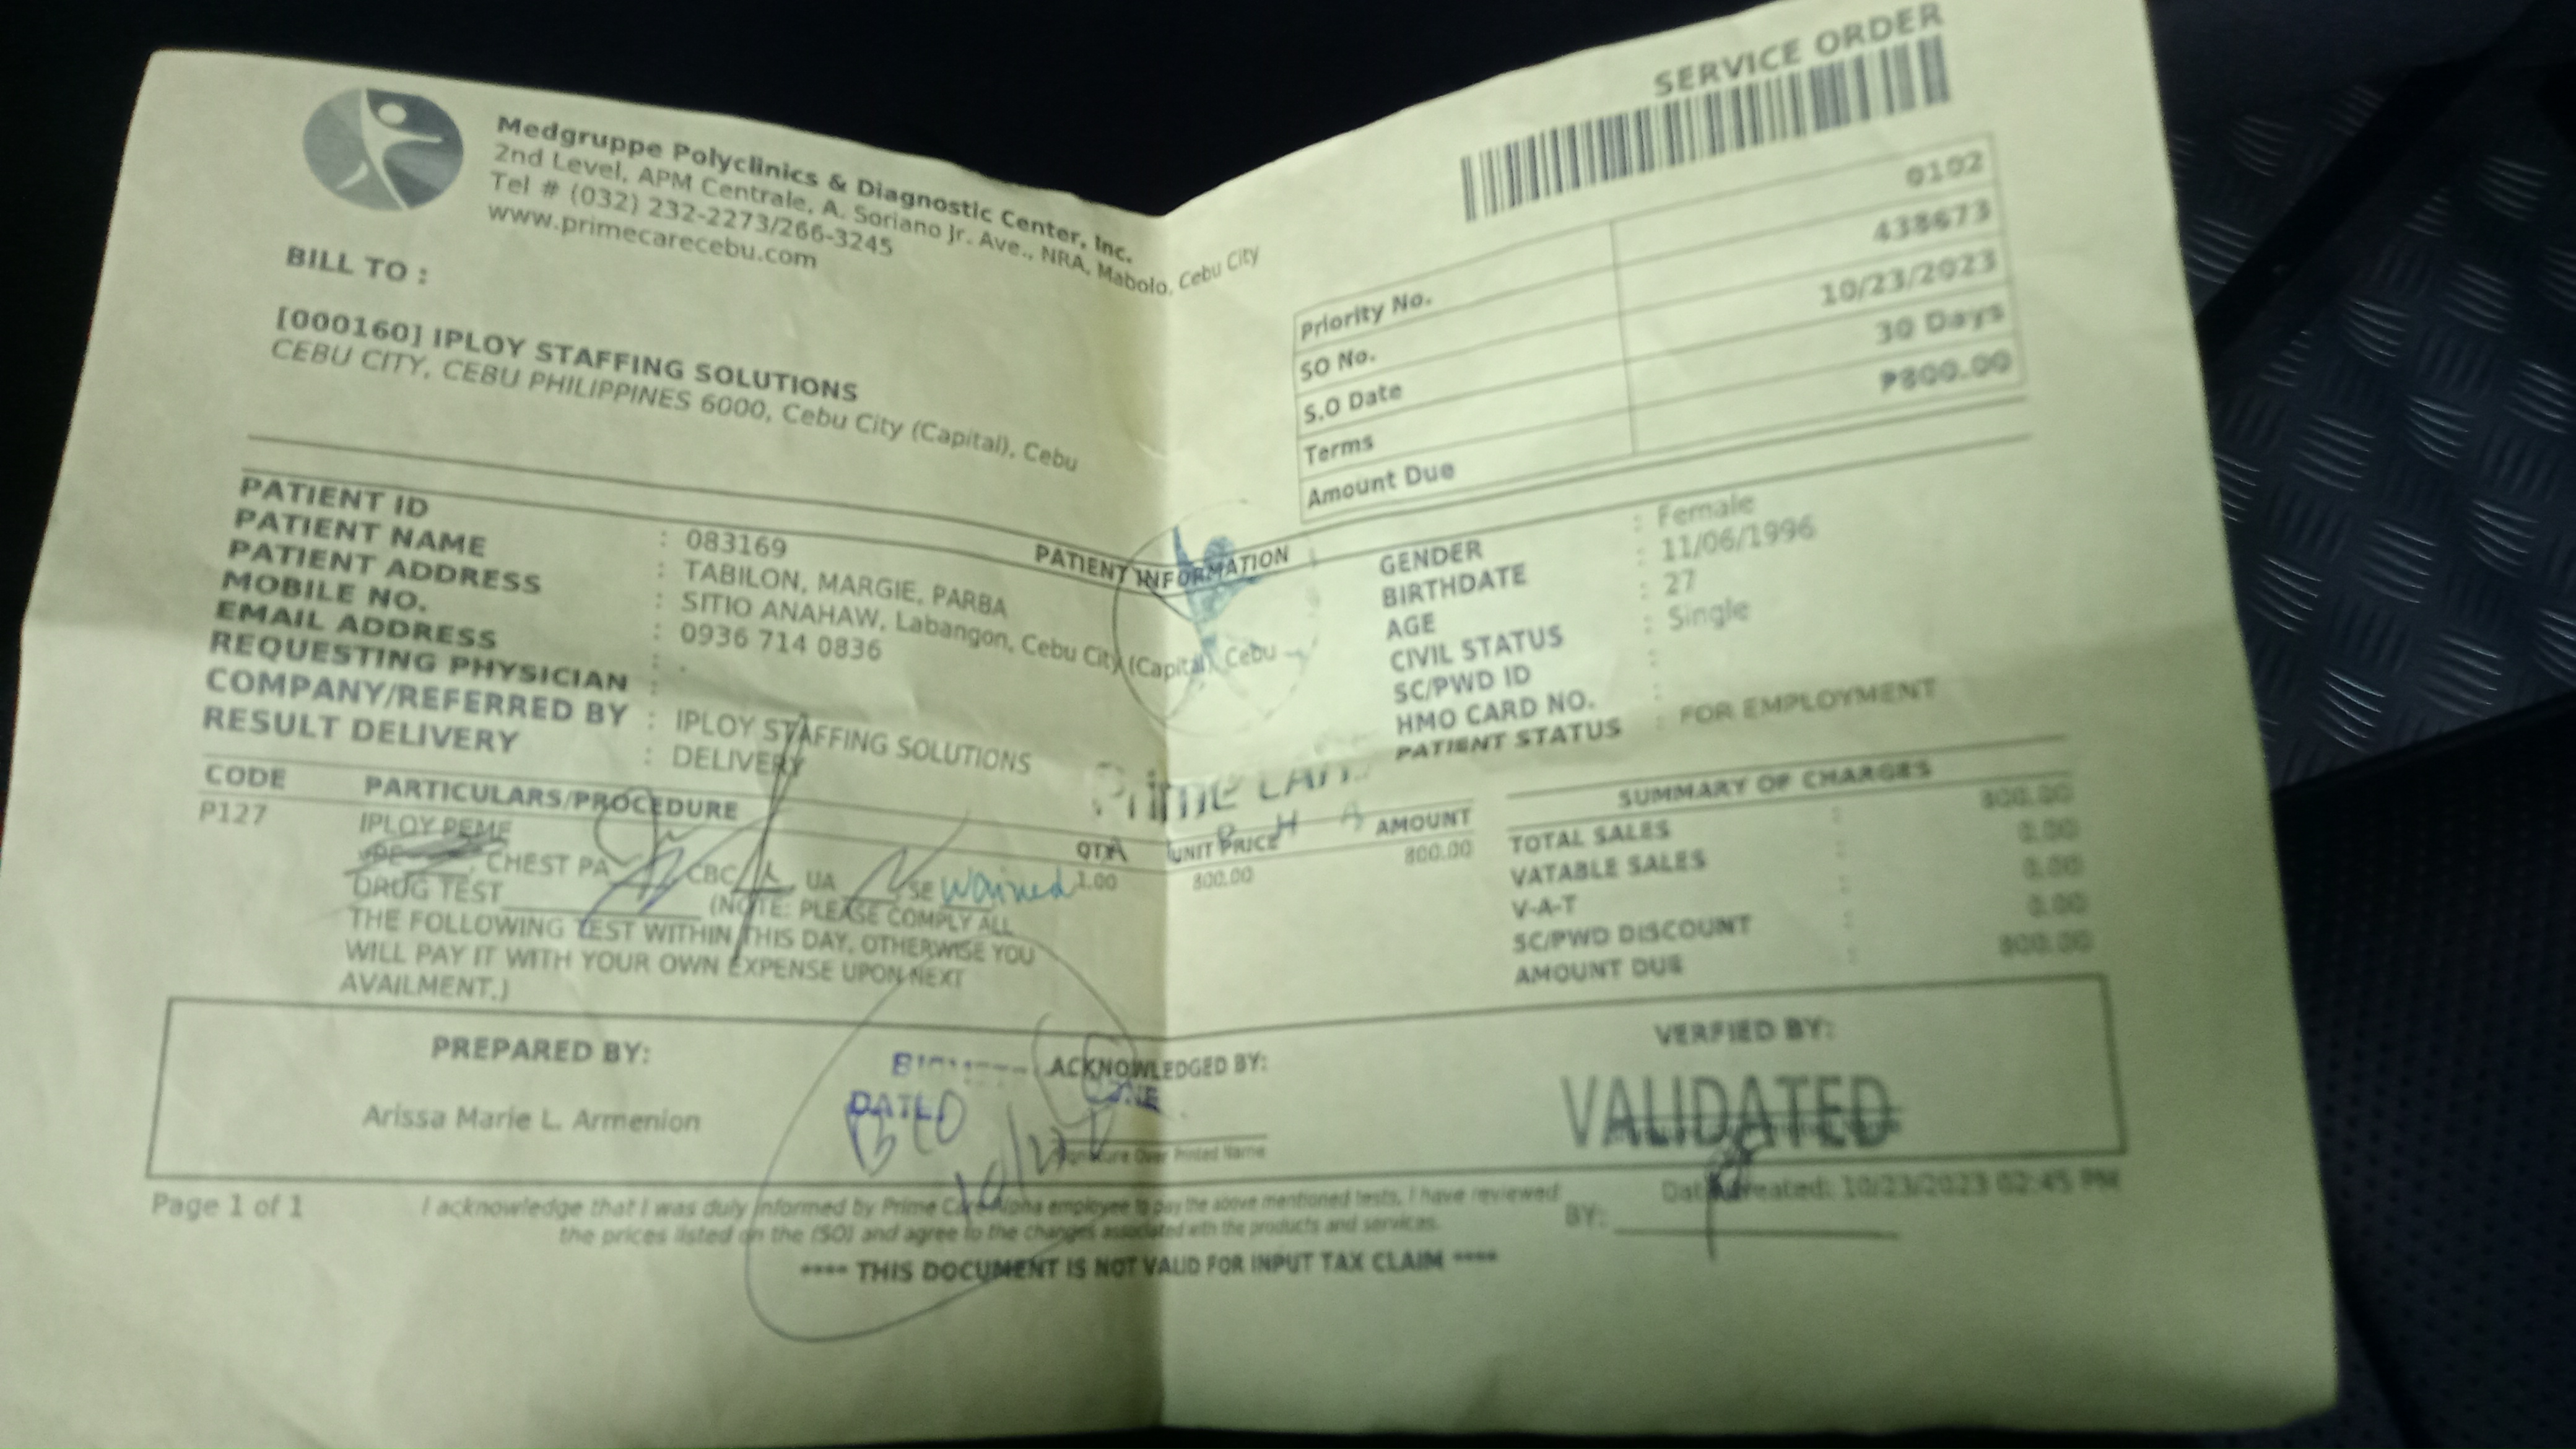 SERVICE ORDER
Medgruppe Polyclinics & Diagnostic Center, Inc.
2nd Level, APM Centrale, A. Soriano Jr. Ave., NRA, Mabolo, Cebu City
Tel # (032) 232-2273/266-3245
www.primecarecebu.com
BILL TO :
[000160] IPLOY STAFFING SOLUTIONS
CEBU CITY, CEBU PHILIPPINES 6000, Cebu City (Capital), Cebu
Priority No. 0102
SO No. 438673
S.O Date 10/23/2023
Terms 30 Days
Amount Due ₱800.00
PATIENT INFORMATION
PATIENT ID : 083169
PATIENT NAME : TABILON, MARGIE, PARBA
PATIENT ADDRESS : SITIO ANAHAW, Labangon, Cebu City (Capital), Cebu
MOBILE NO. : 0936 714 0836
EMAIL ADDRESS : .
REQUESTING PHYSICIAN :
COMPANY/REFERRED BY : IPLOY STAFFING SOLUTIONS
RESULT DELIVERY : DELIVERY
GENDER : Female
BIRTHDATE : 11/06/1996
AGE : 27
CIVIL STATUS : Single
SC/PWD ID :
HMO CARD NO. :
PATIENT STATUS : FOR EMPLOYMENT
Prime
CODE PARTICULARS/PROCEDURE QTY UNIT PRICE AMOUNT
P127 IPLOY PEME 1.00 800.00 800.00
CHEST PA CBC UA SE waived
DRUG TEST (NOTE: PLEASE COMPLY ALL
THE FOLLOWING TEST WITHIN THIS DAY, OTHERWISE YOU
WILL PAY IT WITH YOUR OWN EXPENSE UPON NEXT
AVAILMENT.)
SUMMARY OF CHARGES
TOTAL SALES : 800.00
VATABLE SALES : 0.00
V-A-T : 0.00
SC/PWD DISCOUNT : 0.00
AMOUNT DUE : 800.00
PREPARED BY:
Arissa Marie L. Armenion
ACKNOWLEDGED BY:
Signature Over Printed Name
VERFIED BY:
VALIDATED
BY:
Page 1 of 1
Date Created: 10/23/2023 02:45 PM
I acknowledge that I was duly informed by Prime Care Alpha employee to pay the above mentioned tests, I have reviewed
the prices listed on the (SO) and agree to the changes associated with the products and services.
**** THIS DOCUMENT IS NOT VALID FOR INPUT TAX CLAIM ****